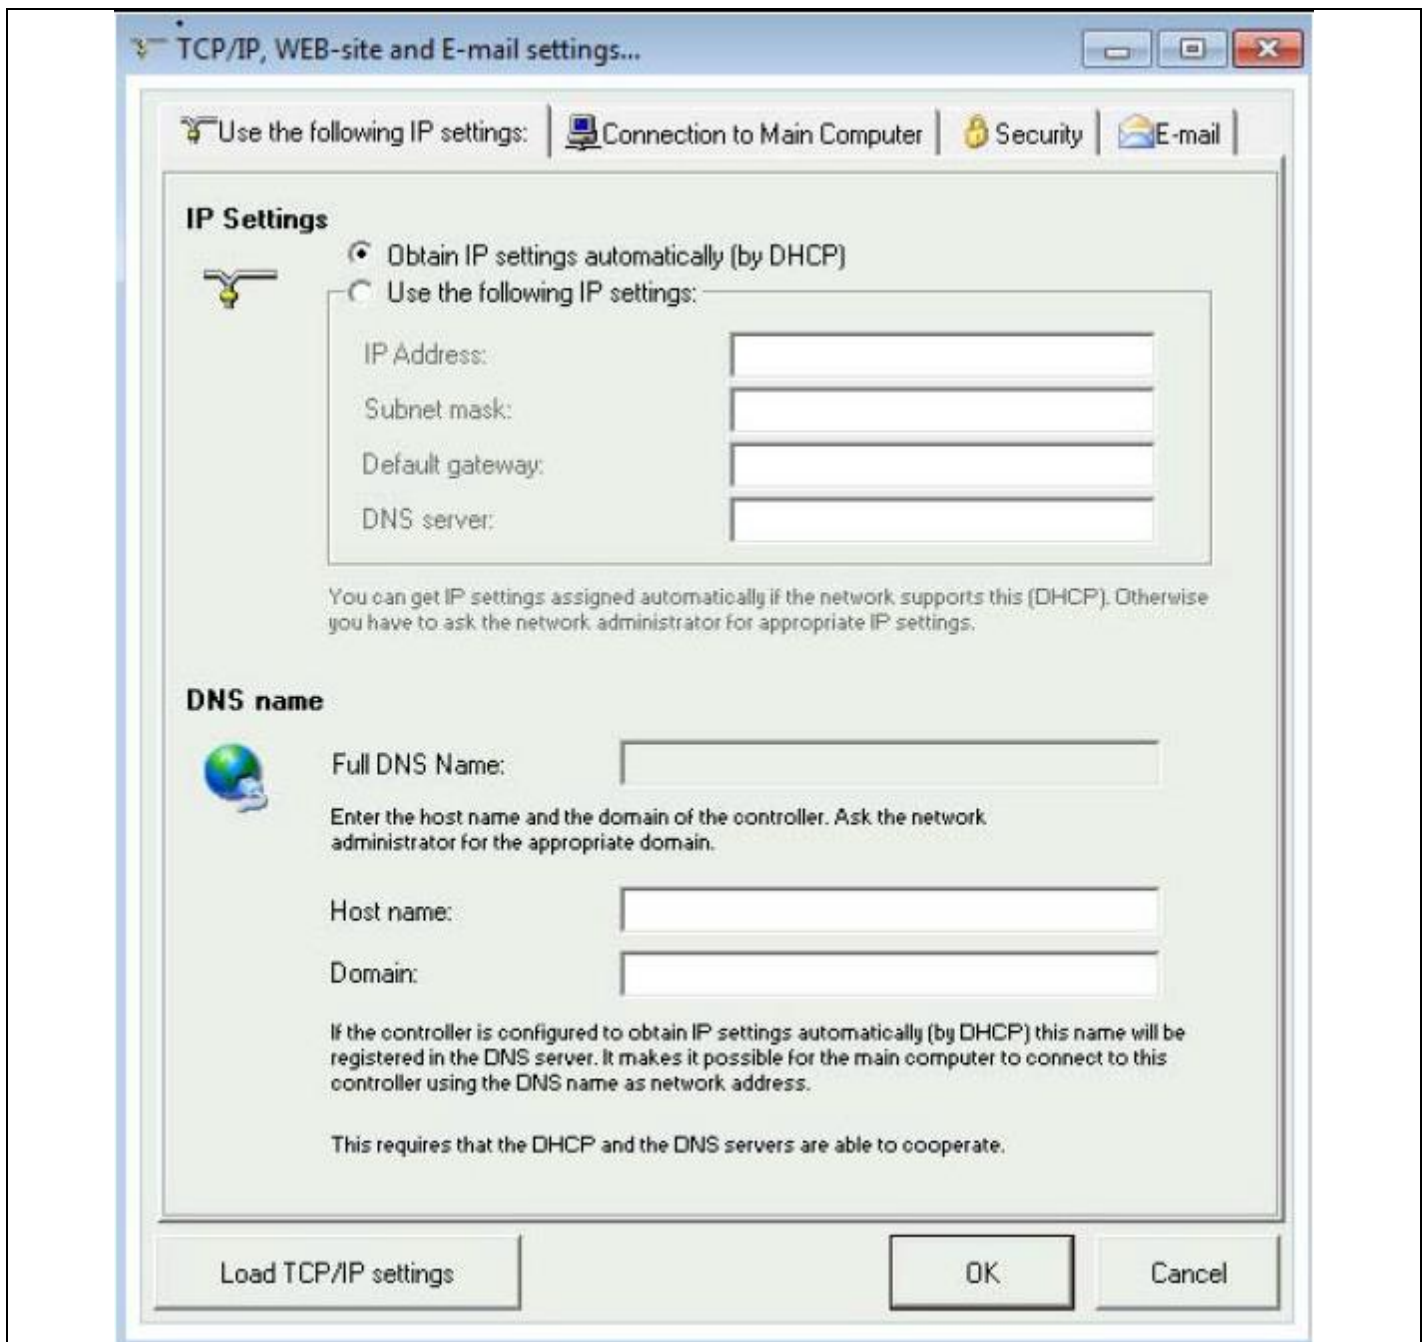 TCP/IP, WEB-site and E-mail settings...
Use the following IP settings:
Connection to Main Computer
Security
E-mail
IP Settings
Obtain IP settings automatically (by DHCP)
Use the following IP settings:
IP Address:
Subnet mask:
Default gateway:
DNS server:
You can get IP settings assigned automatically if the network supports this (DHCP). Otherwise
you have to ask the network administrator for appropriate IP settings.
DNS name
Full DNS Name:
Enter the host name and the domain of the controller. Ask the network
administrator for the appropriate domain.
Host name:
Domain:
If the controller is configured to obtain IP settings automatically (by DHCP) this name will be
registered in the DNS server. It makes it possible for the main computer to connect to this
controller using the DNS name as network address.
This requires that the DHCP and the DNS servers are able to cooperate.
Load TCP/IP settings
OK
Cancel